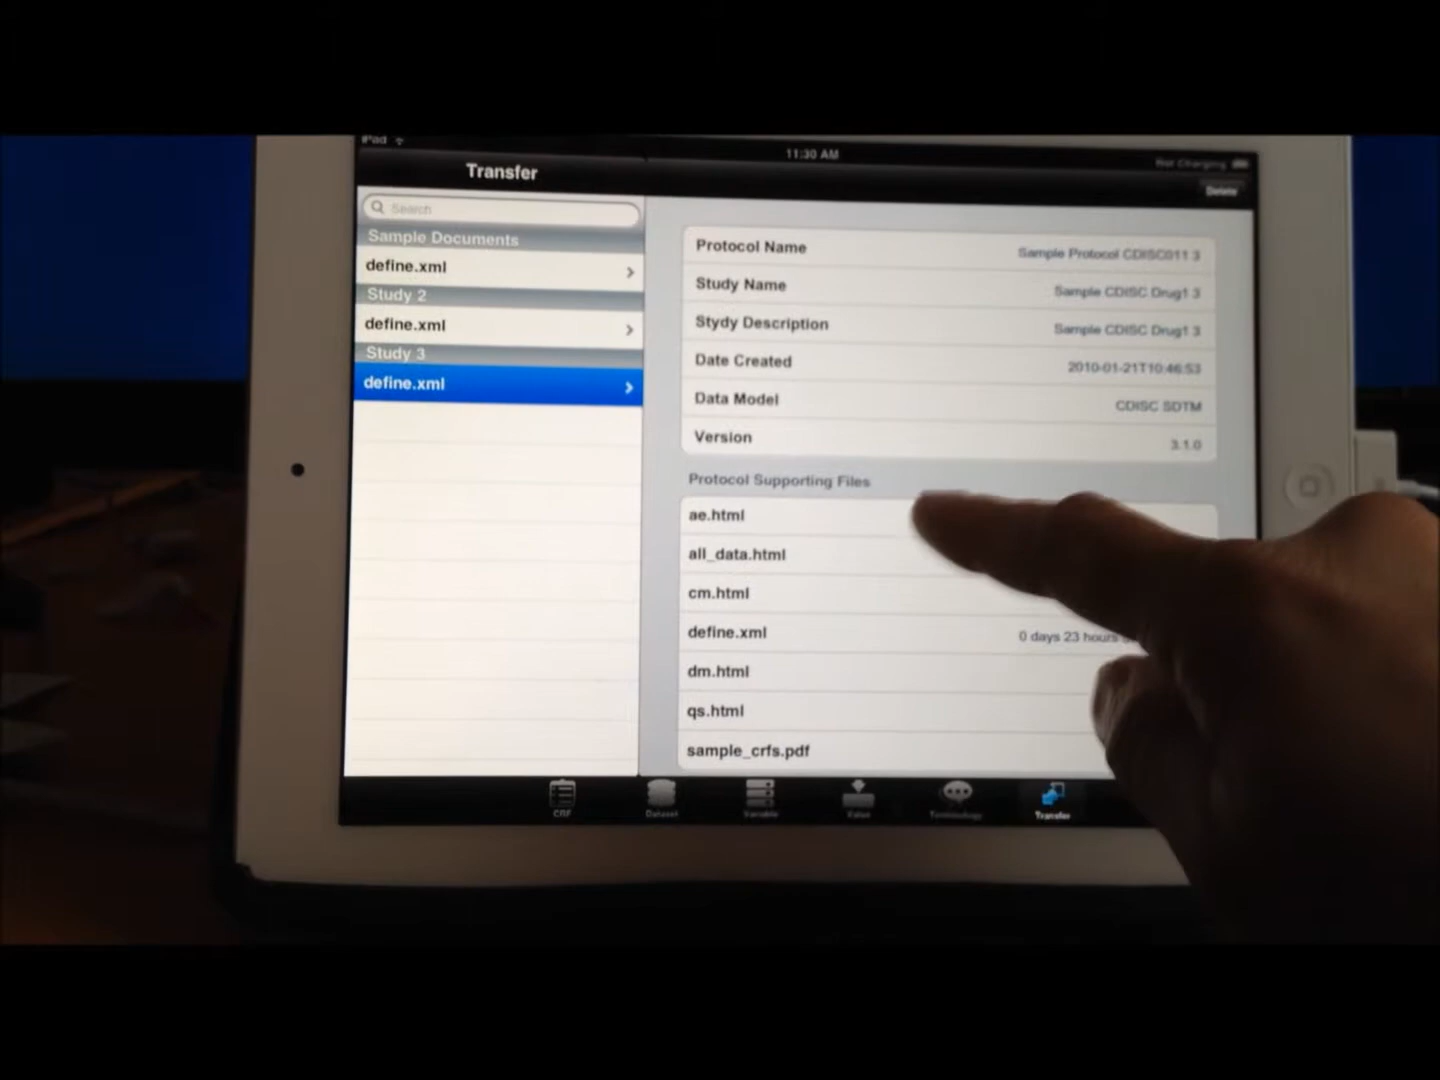 iPad
11:30 AM
Not Charging
Transfer
Delete
Search
Sample Documents
define.xml
Study 2
define.xml
Study 3
define.xml
Protocol Name
Sample Protocol CDISC011 3
Study Name
Sample CDISC Drug1 3
Stydy Description
Sample CDISC Drug1 3
Date Created
2010-01-21T10:46:53
Data Model
CDISC SDTM
Version
3.1.0
Protocol Supporting Files
ae.html
all_data.html
cm.html
define.xml
0 days 23 hours
dm.html
qs.html
sample_crfs.pdf
CRF
Dataset
Variable
Value
Terminology
Transfer